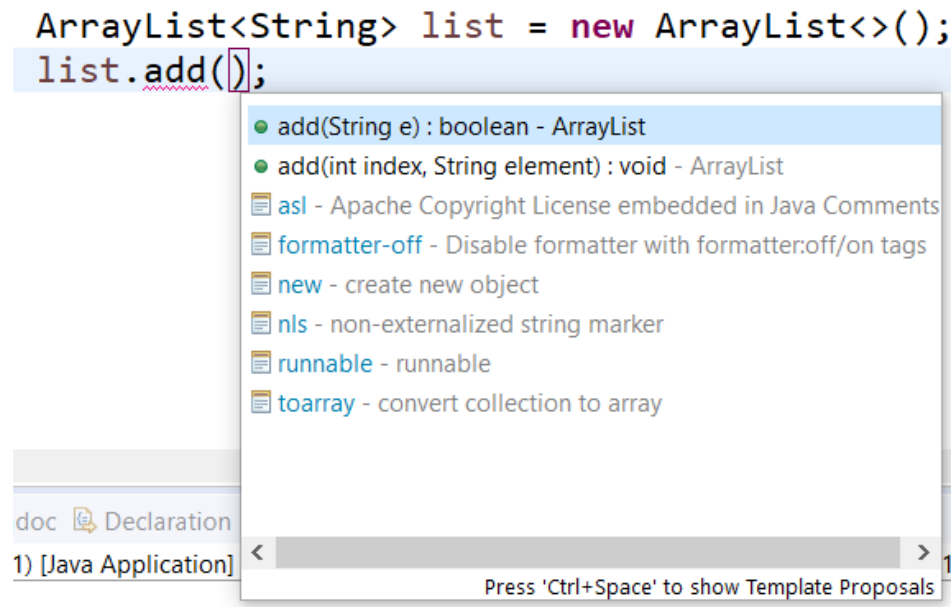 ArrayList<String> list = new ArrayList<>();
list.add();
add(String e) : boolean - ArrayList
add(int index, String element) : void - ArrayList
asl - Apache Copyright License embedded in Java Comments
formatter-off - Disable formatter with formatter:off/on tags
new - create new object
nls - non-externalized string marker
runnable - runnable
toarray - convert collection to array
doc Declaration
1) [Java Application]
Press 'Ctrl+Space' to show Template Proposals